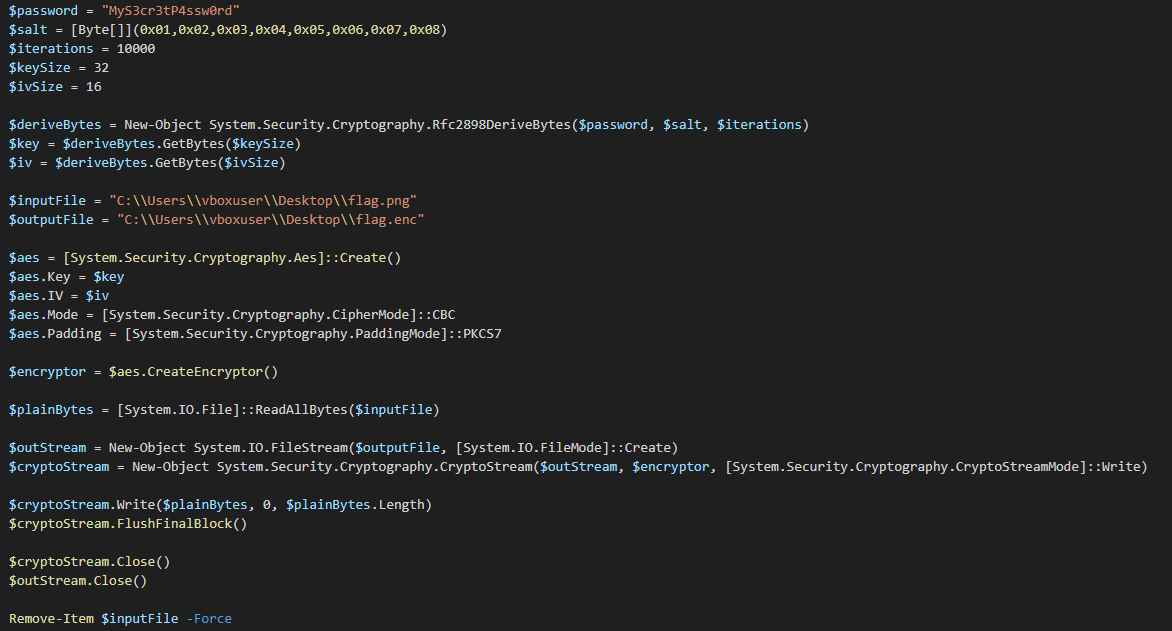 $password = "MyS3cr3tP4ssw0rd"
$salt = [Byte[]](0x01,0x02,0x03,0x04,0x05,0x06,0x07,0x08)
$iterations = 10000
$keySize = 32
$ivSize = 16
$deriveBytes = New-Object System.Security.Cryptography.Rfc2898DeriveBytes($password, $salt, $iterations)
$key = $deriveBytes.GetBytes($keySize)
$iv = $deriveBytes.GetBytes($ivSize)
$inputFile = "C:\\Users\\vboxuser\\Desktop\\flag.png"
$outputFile = "C:\\Users\\vboxuser\\Desktop\\flag.enc"
$aes = [System.Security.Cryptography.Aes]::Create()
$aes.Key = $key
$aes.IV = $iv
$aes.Mode = [System.Security.Cryptography.CipherMode]::CBC
$aes.Padding = [System.Security.Cryptography.PaddingMode]::PKCS7
$encryptor = $aes.CreateEncryptor()
$plainBytes = [System.IO.File]::ReadAllBytes($inputFile)
$outStream = New-Object System.IO.FileStream($outputFile, [System.IO.FileMode]::Create)
$cryptoStream = New-Object System.Security.Cryptography.CryptoStream($outStream, $encryptor, [System.Security.Cryptography.CryptoStreamMode]::Write)
$cryptoStream.Write($plainBytes, 0, $plainBytes.Length)
$cryptoStream.FlushFinalBlock()
$cryptoStream.Close()
$outStream.Close()
Remove-Item $inputFile -Force